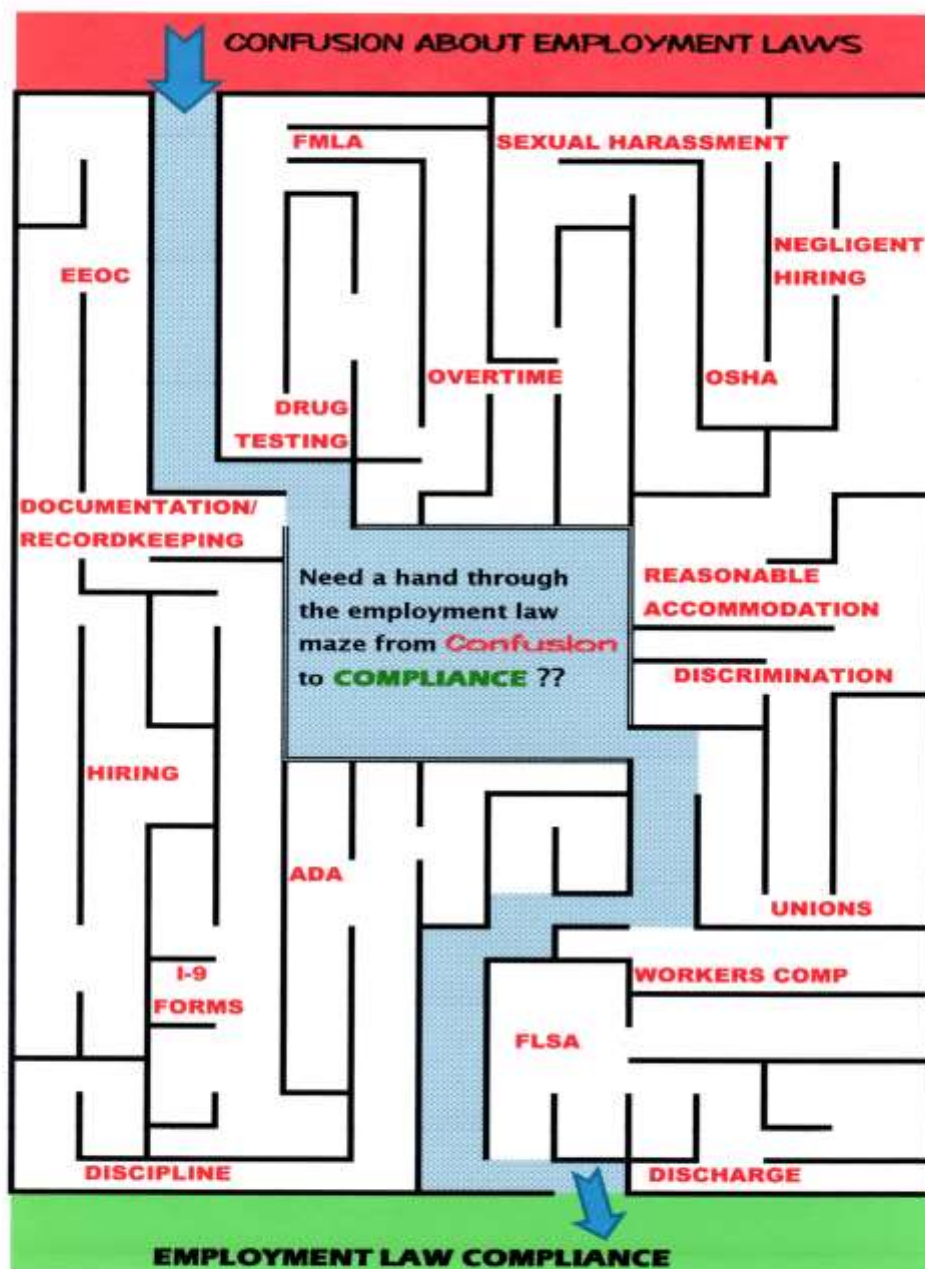 CONFUSION ABOUT EMPLOYMENT LAWS
FMLA
SEXUAL HARASSMENT
NEGLIGENT
HIRING
EEOC
OVERTIME
OSHA
DRUG
TESTING
DOCUMENTATION/
RECORDKEEPING
Need a hand through
the employment law
maze from Confusion
to COMPLIANCE ??
REASONABLE
ACCOMMODATION
DISCRIMINATION
HIRING
ADA
UNIONS
I-9
FORMS
WORKERS COMP
FLSA
DISCIPLINE
DISCHARGE
EMPLOYMENT LAW COMPLIANCE